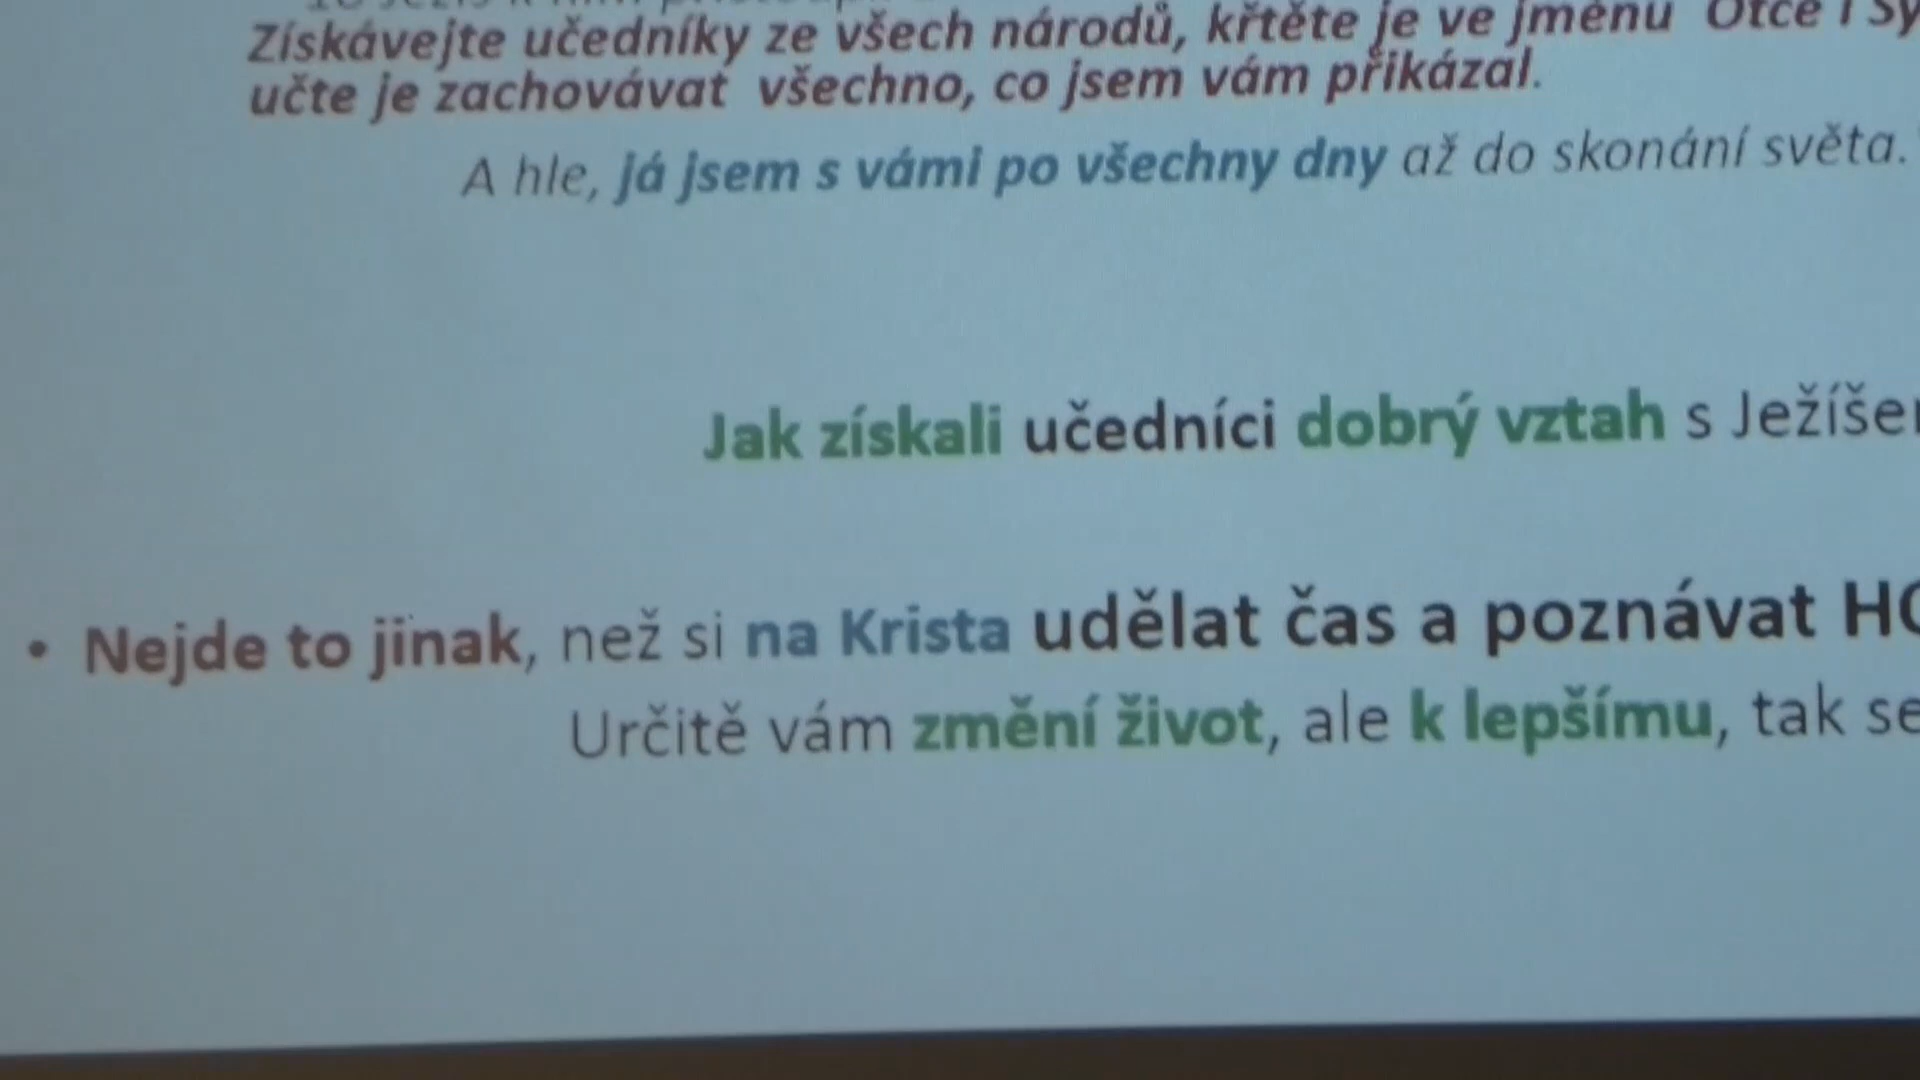 Získávejte učedníky ze všech národů, křtěte je ve jménu Otce i
učte je zachovávat všechno, co jsem vám přikázal.
A hle, já jsem s vámi po všechny dny až do skonání světa.
Jak získali učedníci dobrý vztah s
• Nejde to jinak, než si na Krista udělat čas a poznávat
Určitě vám změní život, ale k lepšímu, tak